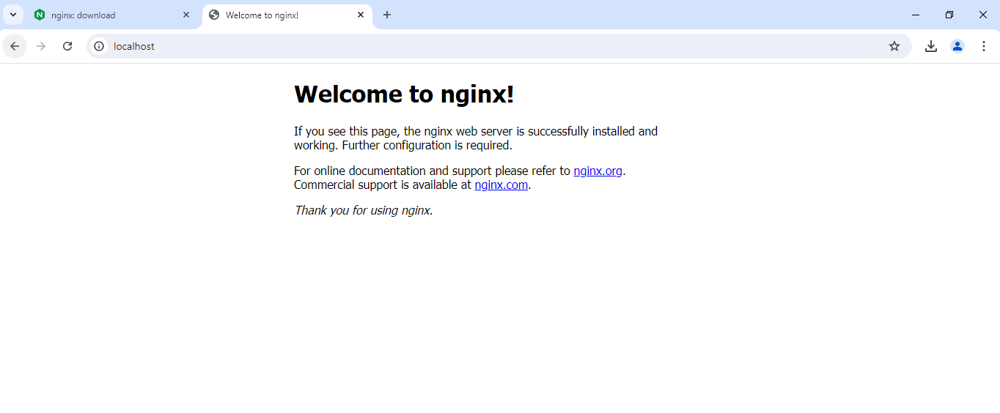 nginx: download
Welcome to nginx!
localhost
Welcome to nginx!
If you see this page, the nginx web server is successfully installed and
working. Further configuration is required.
For online documentation and support please refer to nginx.org.
Commercial support is available at nginx.com.
Thank you for using nginx.